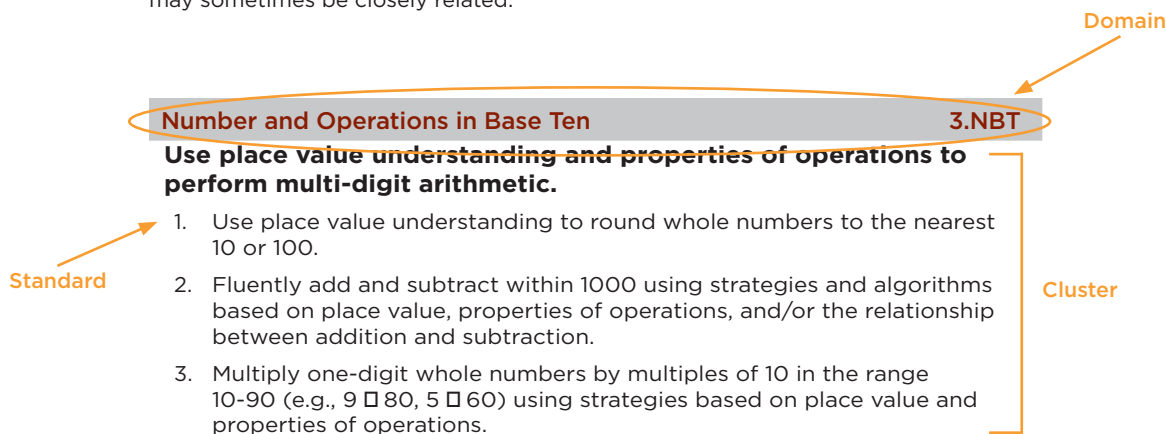 may sometimes be closely related.
Domain
Number and Operations in Base Ten 3.NBT
Use place value understanding and properties of operations to
perform multi-digit arithmetic.
1. Use place value understanding to round whole numbers to the nearest
10 or 100.
Standard
2. Fluently add and subtract within 1000 using strategies and algorithms
based on place value, properties of operations, and/or the relationship
between addition and subtraction.
Cluster
3. Multiply one-digit whole numbers by multiples of 10 in the range
10-90 (e.g., 9 □ 80, 5 □ 60) using strategies based on place value and
properties of operations.